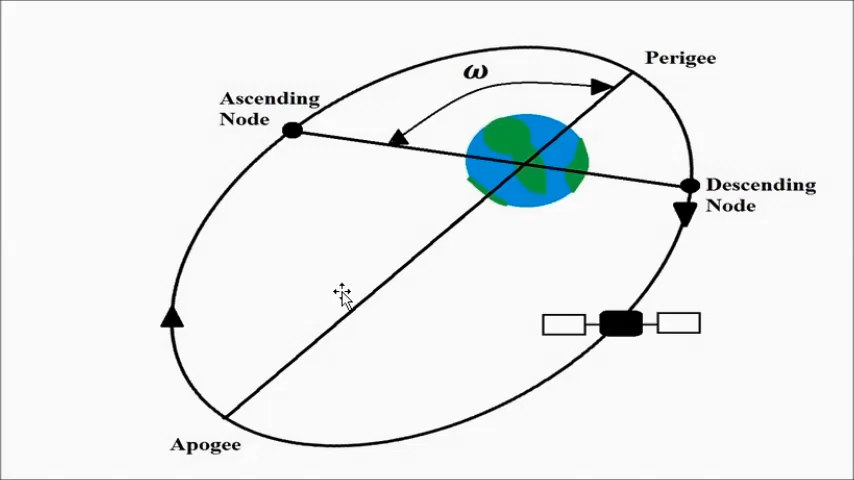 ω
Perigee
Ascending
Node
Descending
Node
Apogee